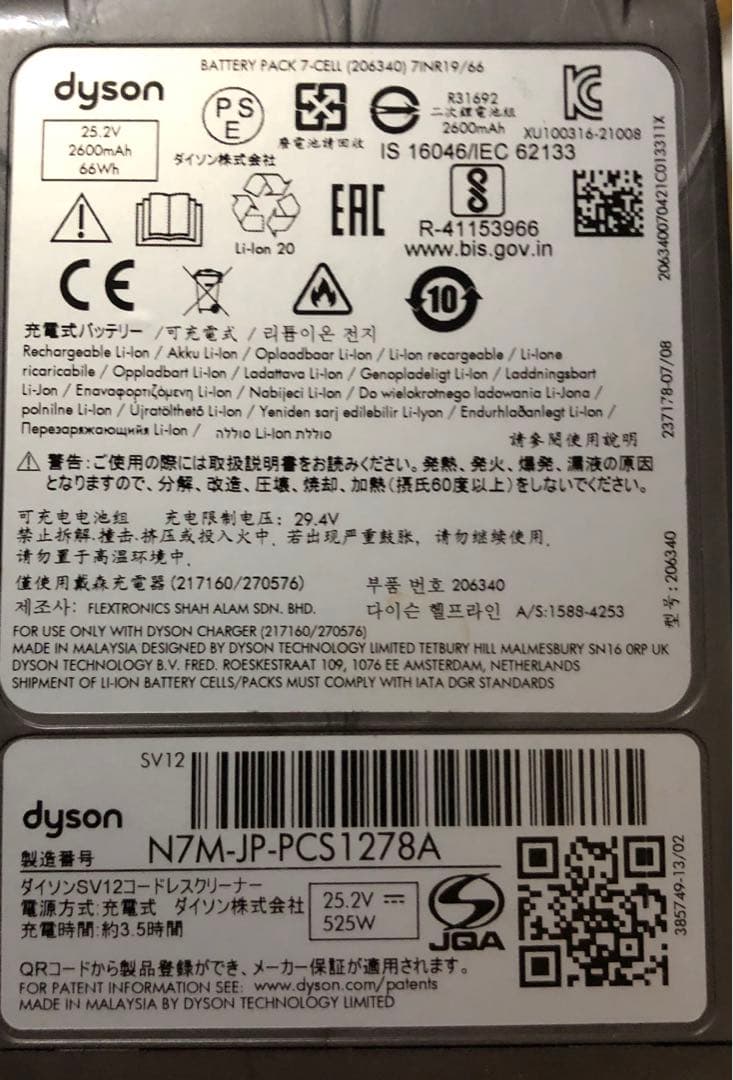 BATTERY PACK 7-CELL (206340) 7INR19/66
dyson
25.2V
2600mAh
66Wh
PSE
ダイソン株式会社
廢電池請回收
R31692
二次鋰電池組
2600mAh
XU100316-21008
IS 16046/IEC 62133
Li-Ion 20
EAC
R-41153966
www.bis.gov.in
20634007042​1C013311X
CE
10
充電式バッテリー /可充電式 / 리튬이온 전지
Rechargeable Li-Ion / Akku Li-Ion / Oplaadbaar Li-Ion / Li-Ion recargeable / Li-Ione
ricaricabile / Oppladbart Li-Ion / Ladattava Li-Ion / Genopladeligt Li-Ion / Laddningsbart
Li-Jon / Επαναφορτιζόμενη Li-Ion / Nabijeci Li-Ion / Do wielokrotnego ladowania Li-Jona /
polnilne Li-Ion / Újratölthető Li-Ion / Yeniden sarj edilebilir Li-Iyon / Endurhlaðanlegt Li-Ion /
Перезаряжающийя Li-Ion / סוללה Li-Ion סוללת נטללת
請參閱使用說明
237178-07/08
警告:ご使用の際には取扱説明書をお読みください。発熱、発火、爆発、漏液の原因
となりますので、分解、改造、圧壊、焼却、加熱(摂氏60度以上)をしないでください。
可充电电池组 充电限制电压: 29.4V
禁止拆解.撞击.挤压或投入火中. 若出现严重鼓胀, 请勿继续使用.
请勿置于高温环境中.
僅使用戴森充電器(217160/270576) 부품 번호 206340
제조사: FLEXTRONICS SHAH ALAM SDN. BHD. 다이슨 헬프라인 A/S:1588-4253
型号: 206340
FOR USE ONLY WITH DYSON CHARGER (217160/270576)
MADE IN MALAYSIA DESIGNED BY DYSON TECHNOLOGY LIMITED TETBURY HILL MALMESBURY SN16 0RP UK
DYSON TECHNOLOGY B.V. FRED. ROESKESTRAAT 109, 1076 EE AMSTERDAM, NETHERLANDS
SHIPMENT OF LI-ION BATTERY CELLS/PACKS MUST COMPLY WITH IATA DGR STANDARDS
SV12
dyson
製造番号 N7M-JP-PCS1278A
ダイソンSV12コードレスクリーナー
電源方式:充電式 ダイソン株式会社
充電時間:約3.5時間
25.2V
525W
JQA
385749-13/02
QRコードから製品登録ができ、メーカー保証が適用されます。
FOR PATENT INFORMATION SEE: www.dyson.com/patents
MADE IN MALAYSIA BY DYSON TECHNOLOGY LIMITED